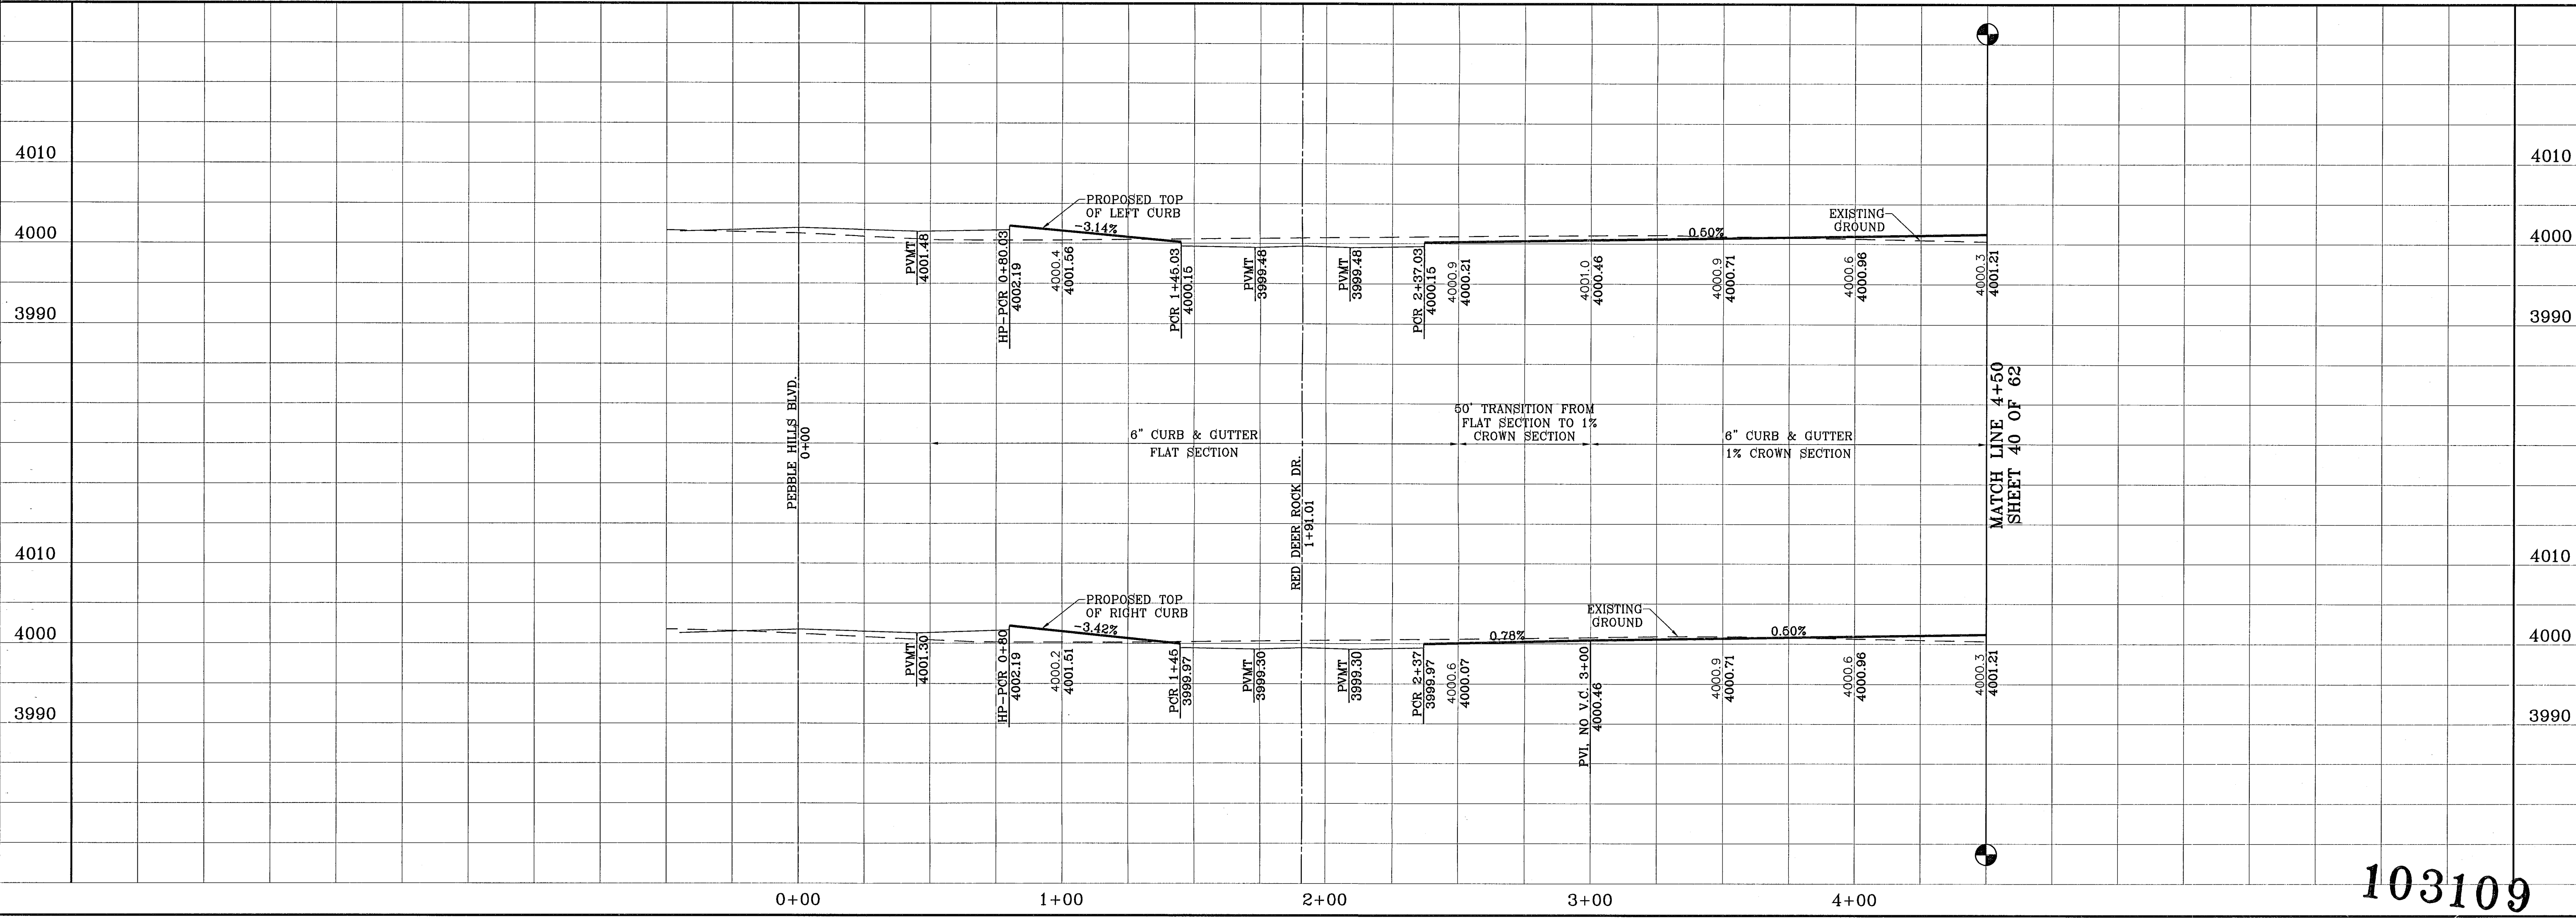 4010
4010
PROPOSED TOP
OF LEFT CURB
-3.14%
EXISTING
GROUND
0.50%
4000
4000
PVMT
4001.48
HP-PCR 0+80.03
4002.19
4000.4
4001.56
PCR 1+45.03
4000.15
PVMT
3999.48
PVMT
3999.48
PCR 2+37.03
4000.15
4000.9
4000.21
4001.0
4000.46
4000.9
4000.71
4000.6
4000.96
4000.3
4001.21
3990
3990
PEBBLE HILLS BLVD.
0+00
6" CURB & GUTTER
FLAT SECTION
50' TRANSITION FROM
FLAT SECTION TO 1%
CROWN SECTION
6" CURB & GUTTER
1% CROWN SECTION
MATCH LINE 4+50
SHEET 40 OF 62
RED DEER ROCK DR.
1+91.01
4010
4010
PROPOSED TOP
OF RIGHT CURB
-3.42%
EXISTING
GROUND
0.78%
0.50%
4000
4000
PVMT
4001.30
HP-PCR 0+80
4002.19
4000.2
4001.51
PCR 1+45
3999.97
PVMT
3999.30
PVMT
3999.30
PCR 2+37
3999.97
4000.6
4000.07
PVI, NO V.C. 3+00
4000.46
4000.9
4000.71
4000.6
4000.96
4000.3
4001.21
3990
3990
0+00
1+00
2+00
3+00
4+00
103109